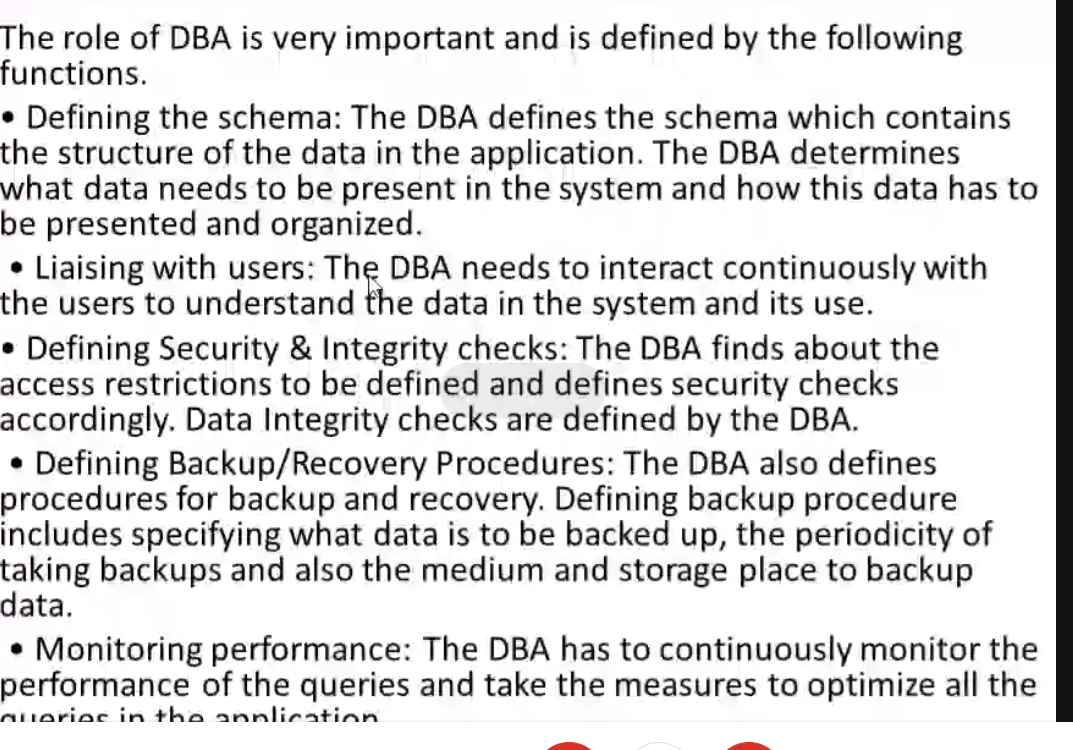 The role of DBA is very important and is defined by the following
functions.
• Defining the schema: The DBA defines the schema which contains
the structure of the data in the application. The DBA determines
what data needs to be present in the system and how this data has to
be presented and organized.
• Liaising with users: The DBA needs to interact continuously with
the users to understand the data in the system and its use.
• Defining Security & Integrity checks: The DBA finds about the
access restrictions to be defined and defines security checks
accordingly. Data Integrity checks are defined by the DBA.
• Defining Backup/Recovery Procedures: The DBA also defines
procedures for backup and recovery. Defining backup procedure
includes specifying what data is to be backed up, the periodicity of
taking backups and also the medium and storage place to backup
data.
• Monitoring performance: The DBA has to continuously monitor the
performance of the queries and take the measures to optimize all the
queries in the application